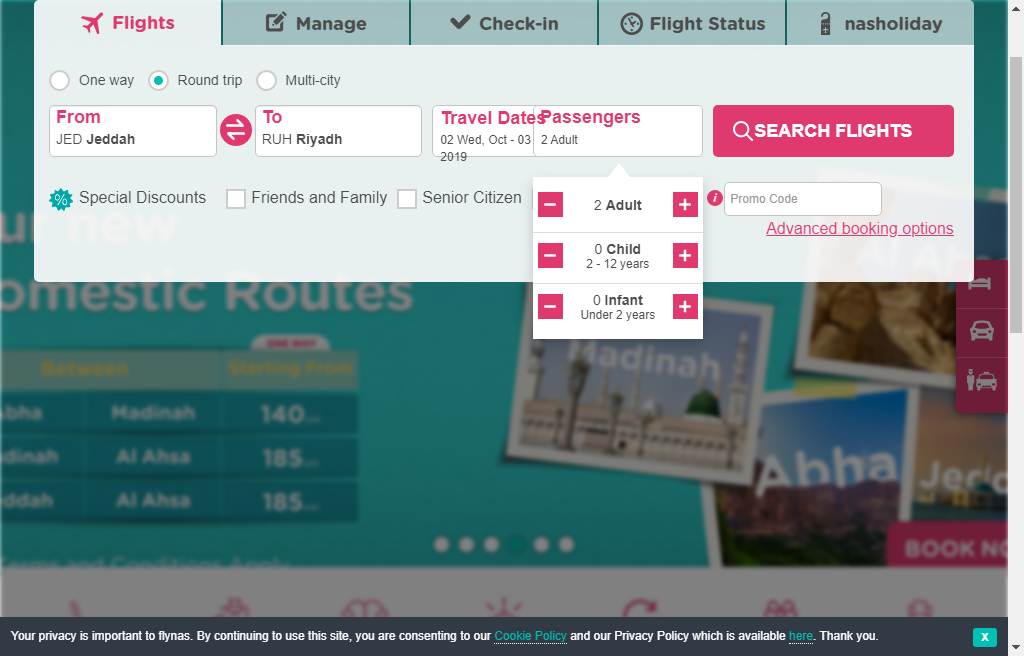 Flights
Manage
Check-in
Flight Status
nasholiday
One way
Round trip
Multi-city
From
JED Jeddah
To
RUH Riyadh
Travel Dates
02 Wed, Oct - 03
2019
Passengers
2 Adult
SEARCH FLIGHTS
% Special Discounts
Friends and Family
Senior Citizen
i
Promo Code
Advanced booking options
2 Adult
0 Child
2 - 12 years
0 Infant
Under 2 years
ur new
omestic Routes
ONE WAY
Between
Starting From
Abha Madinah 140
dinah Al Ahsa 185
eddah Al Ahsa 185
Terms and Conditions Apply
Al Ahsa
Madinah
Abha
Jeddo
BOOK NO
Your privacy is important to flynas. By continuing to use this site, you are consenting to our Cookie Policy and our Privacy Policy which is available here. Thank you.
X